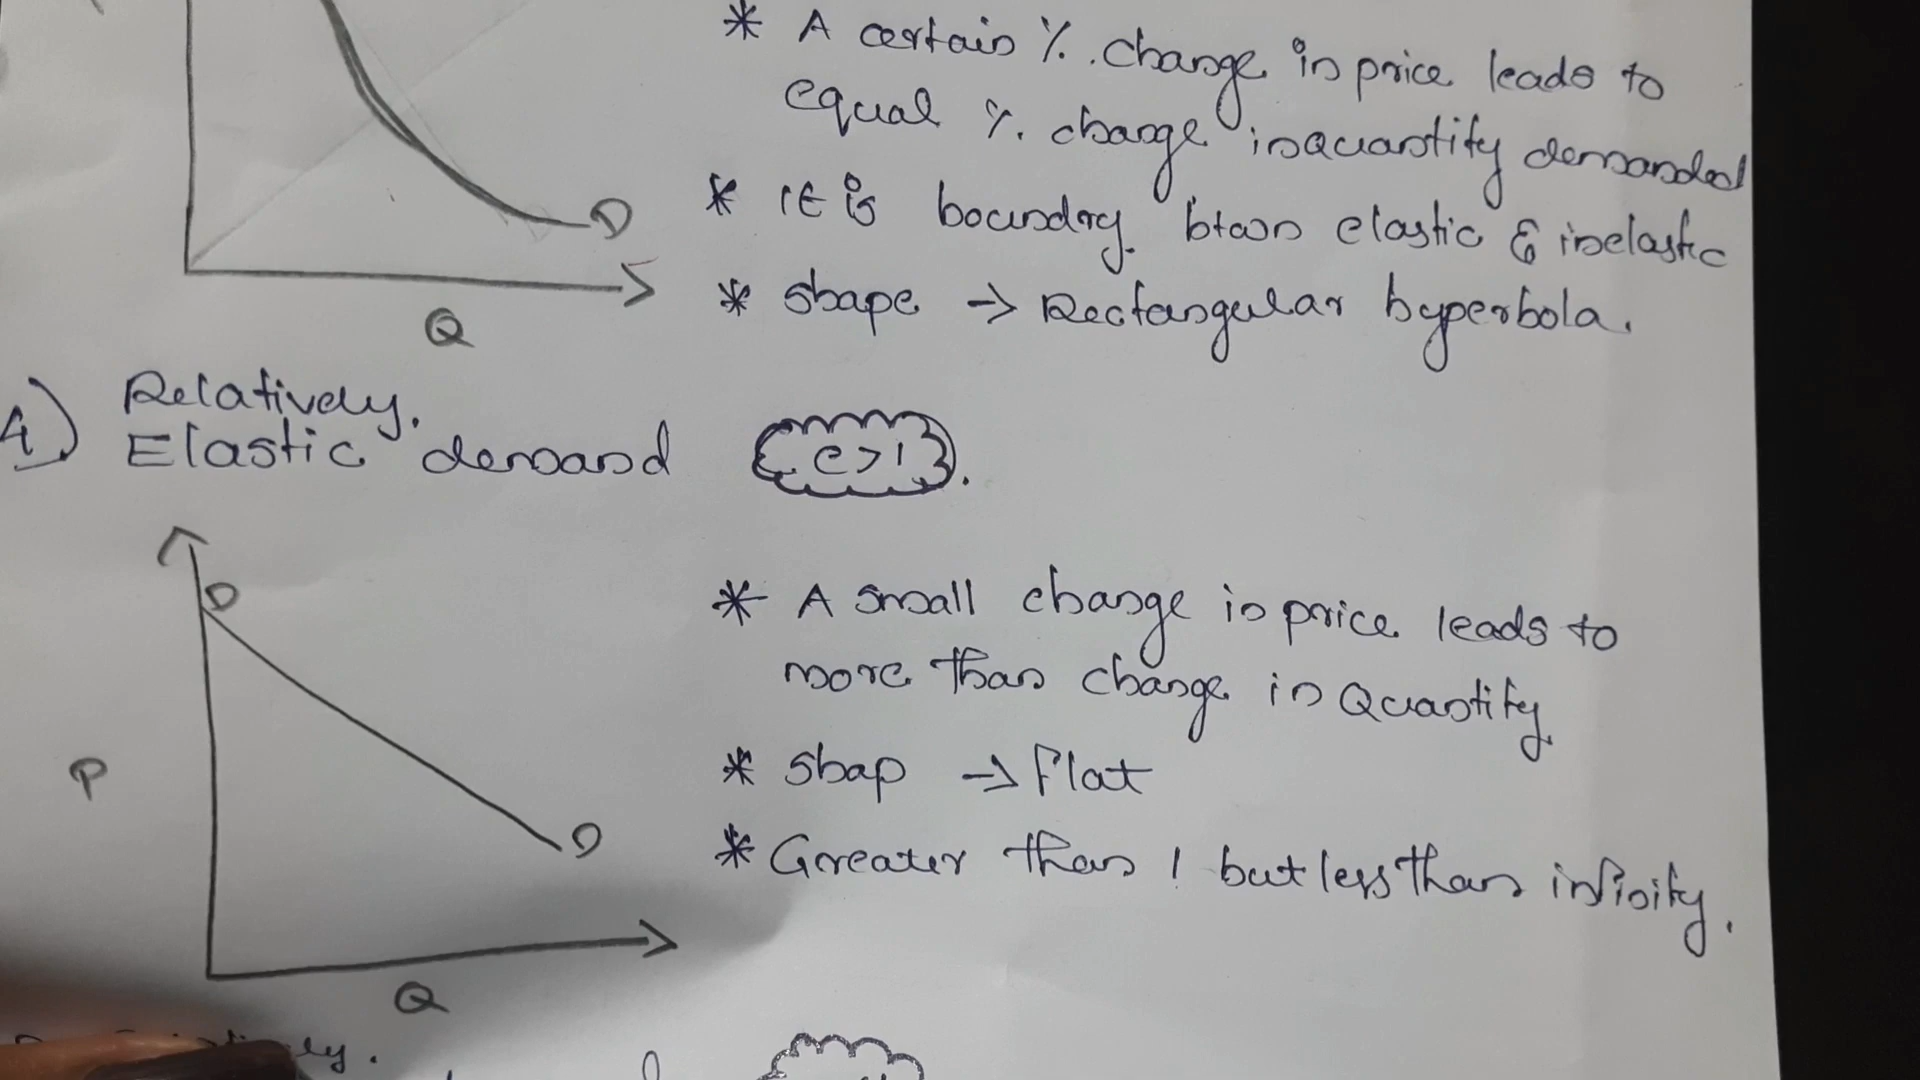 * A certain % change in price leads to
equal % change in quantity demanded
* It is boundry btwn elastic & inelastic
* shape → Rectangular hyperbola.
D
Q
4) Relatively
Elastic demand e>1
D
* A small change in price leads to
more than change in Quantity
P
* shap → Flat
D
* Greater than 1 but less than infinity.
Q